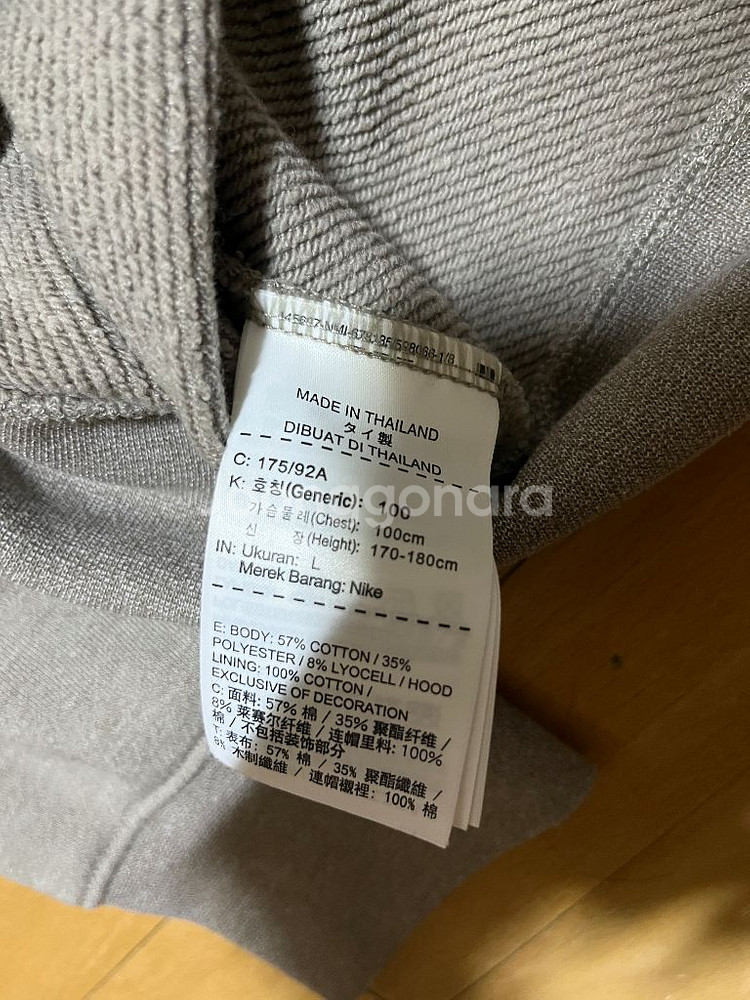 MADE IN THAILAND
タイ製
DIBUAT DI THAILAND
C: 175/92A
K: 호칭(Generic): 100
가슴둘레(Chest): 100cm
신 장(Height): 170-180cm
IN: Ukuran: L
Merek Barang: Nike
E: BODY: 57% COTTON / 35%
POLYESTER / 8% LYOCELL / HOOD
LINING: 100% COTTON /
EXCLUSIVE OF DECORATION
C: 面料: 57% 棉 / 35% 聚酯纤维 /
8% 莱赛尔纤维 / 连帽里料: 100%
棉 / 不包括装饰部分
T: 表布: 57% 棉 / 35% 聚酯纖維 /
8% 木制纖維 / 連帽襯裡: 100% 棉